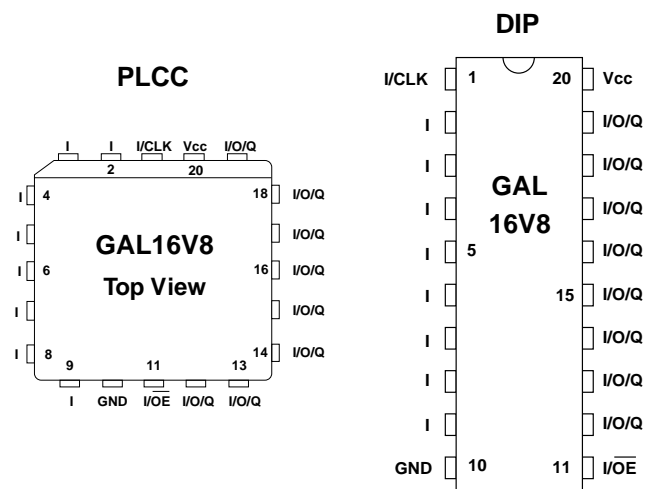 DIP
PLCC
I/CLK 1 20 Vcc
I I/O/Q
I I/O/Q
I I/O/Q
I 5 I/O/Q
I 15 I/O/Q
I I/O/Q
I I/O/Q
I I/O/Q
GND 10 11 I/OE
GAL
16V8
I I I/CLK Vcc I/O/Q
2 20
I 4 18 I/O/Q
I I/O/Q
I 6 16 I/O/Q
I I/O/Q
I 8 14 I/O/Q
GAL16V8
Top View
9 11 13
I GND I/OE I/O/Q I/O/Q